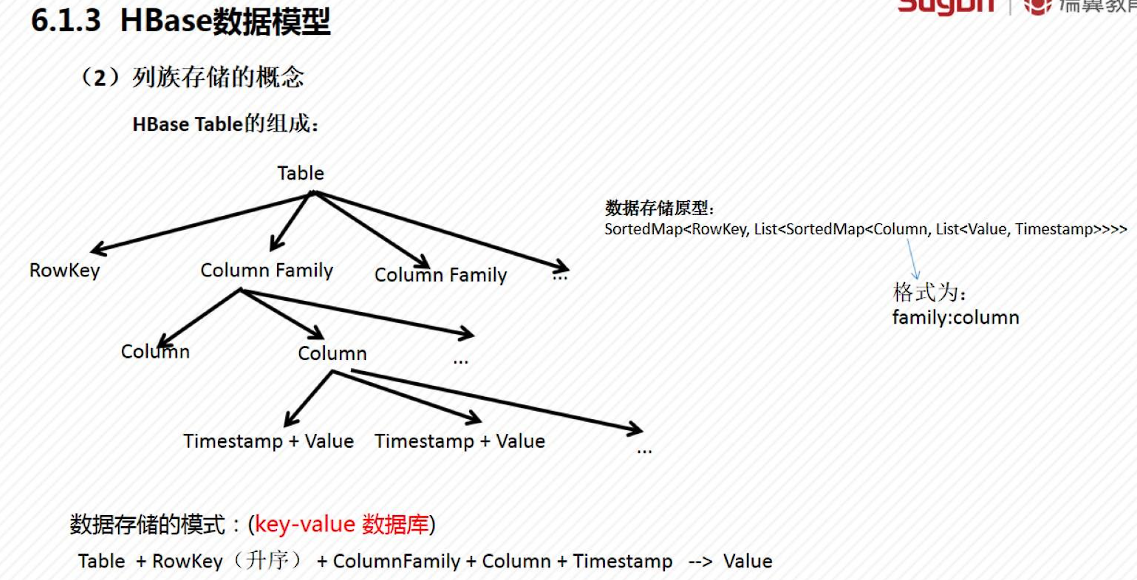 6.1.3 HBase数据模型
Sugon | 瑞翼教育
（2）列族存储的概念
HBase Table的组成：
Table
数据存储原型：
SortedMap<RowKey, List<SortedMap<Column, List<Value, Timestamp>>>>
RowKey
Column Family
Column Family
...
格式为：
family:column
Column
Column
...
Timestamp + Value
Timestamp + Value
...
数据存储的模式：(key-value 数据库)
Table + RowKey（升序） + ColumnFamily + Column + Timestamp --> Value